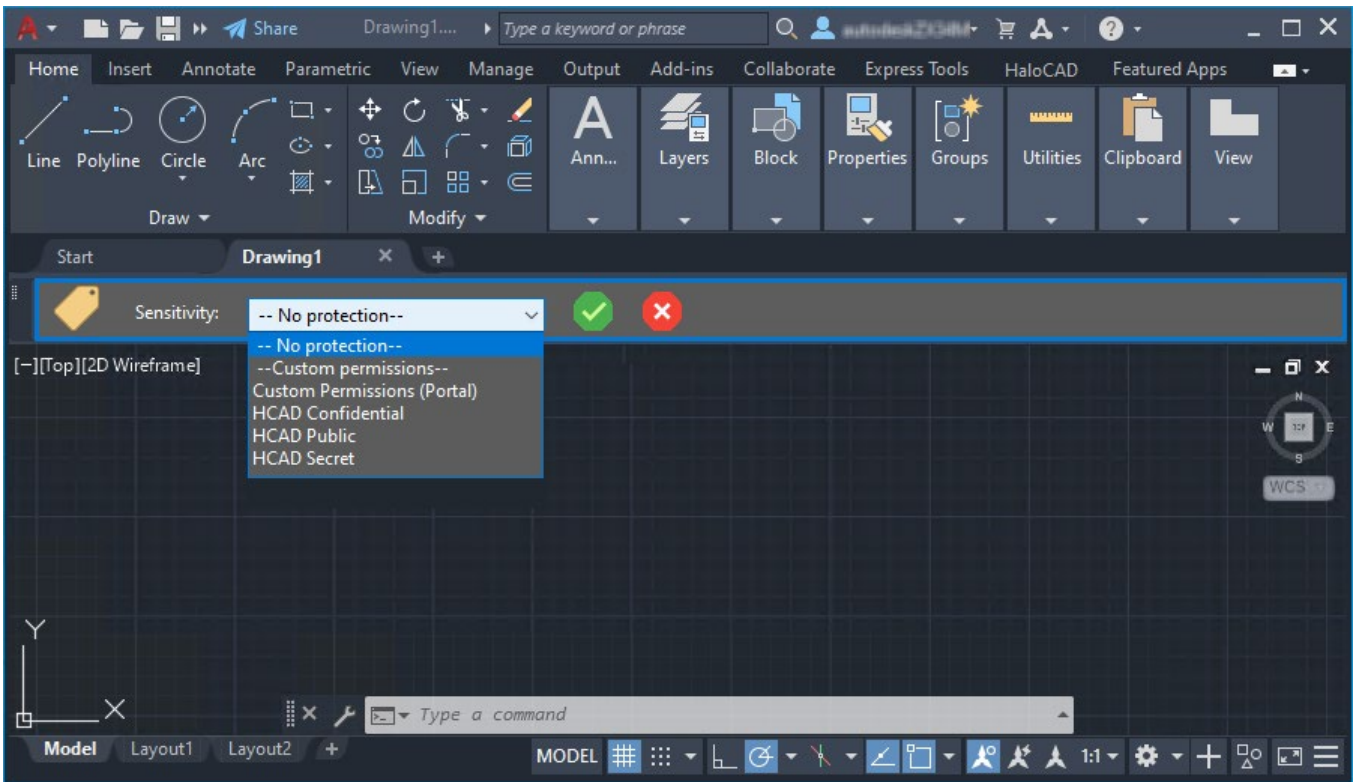 Share Drawing1.... Type a keyword or phrase
Home Insert Annotate Parametric View Manage Output Add-ins Collaborate Express Tools HaloCAD Featured Apps
Line Polyline Circle Arc Ann... Layers Block Properties Groups Utilities Clipboard View
Draw Modify
Start Drawing1
Sensitivity: -- No protection--
-- No protection--
--Custom permissions--
Custom Permissions (Portal)
HCAD Confidential
HCAD Public
HCAD Secret
[−][Top][2D Wireframe]
N
W TOP E
S
WCS
Y
X
Type a command
Model Layout1 Layout2 MODEL 1:1